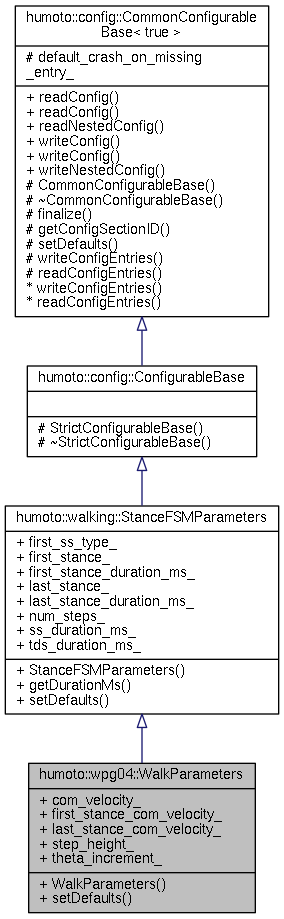 humoto::config::CommonConfigurable
Base< true >
# default_crash_on_missing
_entry_
+ readConfig()
+ readConfig()
+ readNestedConfig()
+ writeConfig()
+ writeConfig()
+ writeNestedConfig()
# CommonConfigurableBase()
# ~CommonConfigurableBase()
# finalize()
# getConfigSectionID()
# setDefaults()
# writeConfigEntries()
# readConfigEntries()
* writeConfigEntries()
* readConfigEntries()
humoto::config::ConfigurableBase
# StrictConfigurableBase()
# ~StrictConfigurableBase()
humoto::walking::StanceFSMParameters
+ first_ss_type_
+ first_stance_
+ first_stance_duration_ms_
+ last_stance_
+ last_stance_duration_ms_
+ num_steps_
+ ss_duration_ms_
+ tds_duration_ms_
+ StanceFSMParameters()
+ getDurationMs()
+ setDefaults()
humoto::wpg04::WalkParameters
+ com_velocity_
+ first_stance_com_velocity_
+ last_stance_com_velocity_
+ step_height_
+ theta_increment_
+ WalkParameters()
+ setDefaults()